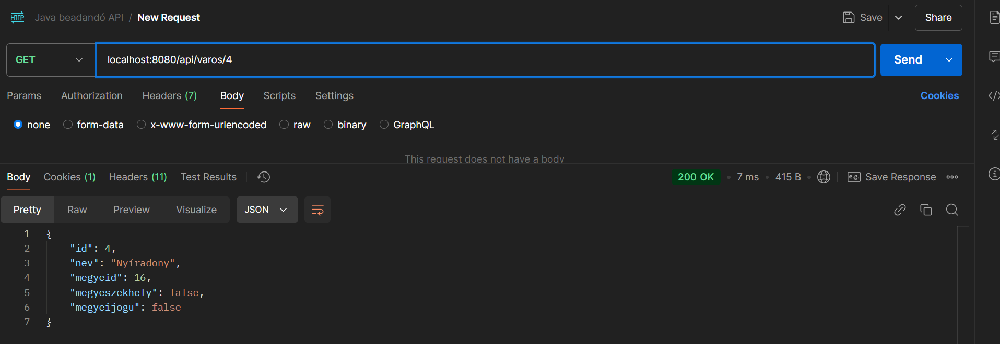 HTTP Java beadandó API / New Request Save Share
GET localhost:8080/api/varos/4 Send
Params Authorization Headers (7) Body Scripts Settings Cookies
none form-data x-www-form-urlencoded raw binary GraphQL
This request does not have a body
Body Cookies (1) Headers (11) Test Results 200 OK • 7 ms • 415 B • e.g. Save Response
Pretty Raw Preview Visualize JSON
1 {
2 "id": 4,
3 "nev": "Nyíradony",
4 "megyeid": 16,
5 "megyeszekhely": false,
6 "megyeijogu": false
7 }